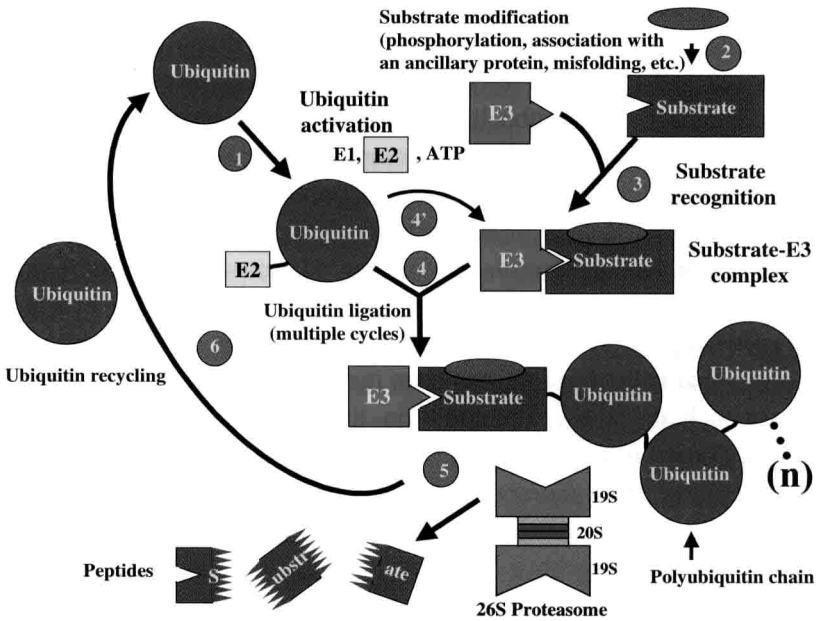 Substrate modification
(phosphorylation, association with
an ancillary protein, misfolding, etc.)
2
Ubiquitin
Ubiquitin
activation
E1, E2 , ATP
1
E3
Substrate
3
Substrate
recognition
Ubiquitin
E2
4'
4
E3
Substrate
Substrate-E3
complex
Ubiquitin
Ubiquitin recycling
6
Ubiquitin ligation
(multiple cycles)
E3
Substrate
Ubiquitin
Ubiquitin
Ubiquitin
(n)
5
19S
20S
19S
Peptides
S
ubstr
ate
26S Proteasome
Polyubiquitin chain